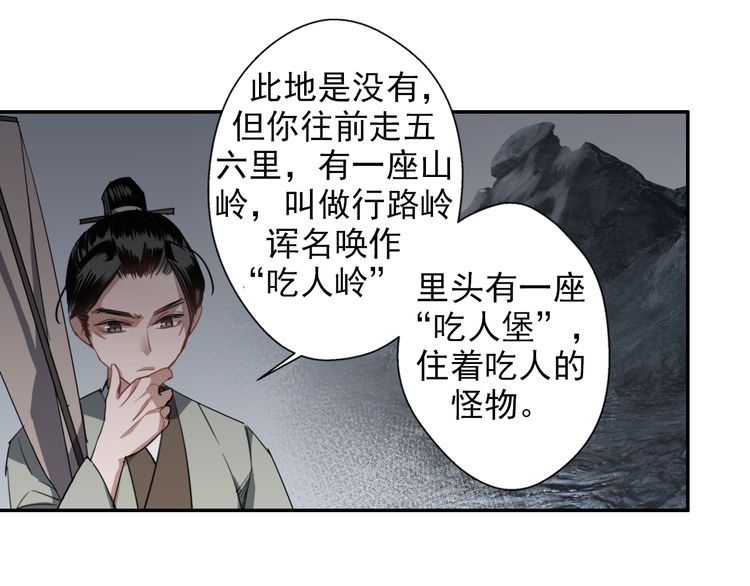 此地是没有，
但你往前走五
六里，有一座山
岭，叫做行路岭
诨名唤作
“吃人岭”
里头有一座
“吃人堡”，
住着吃人的
怪物。